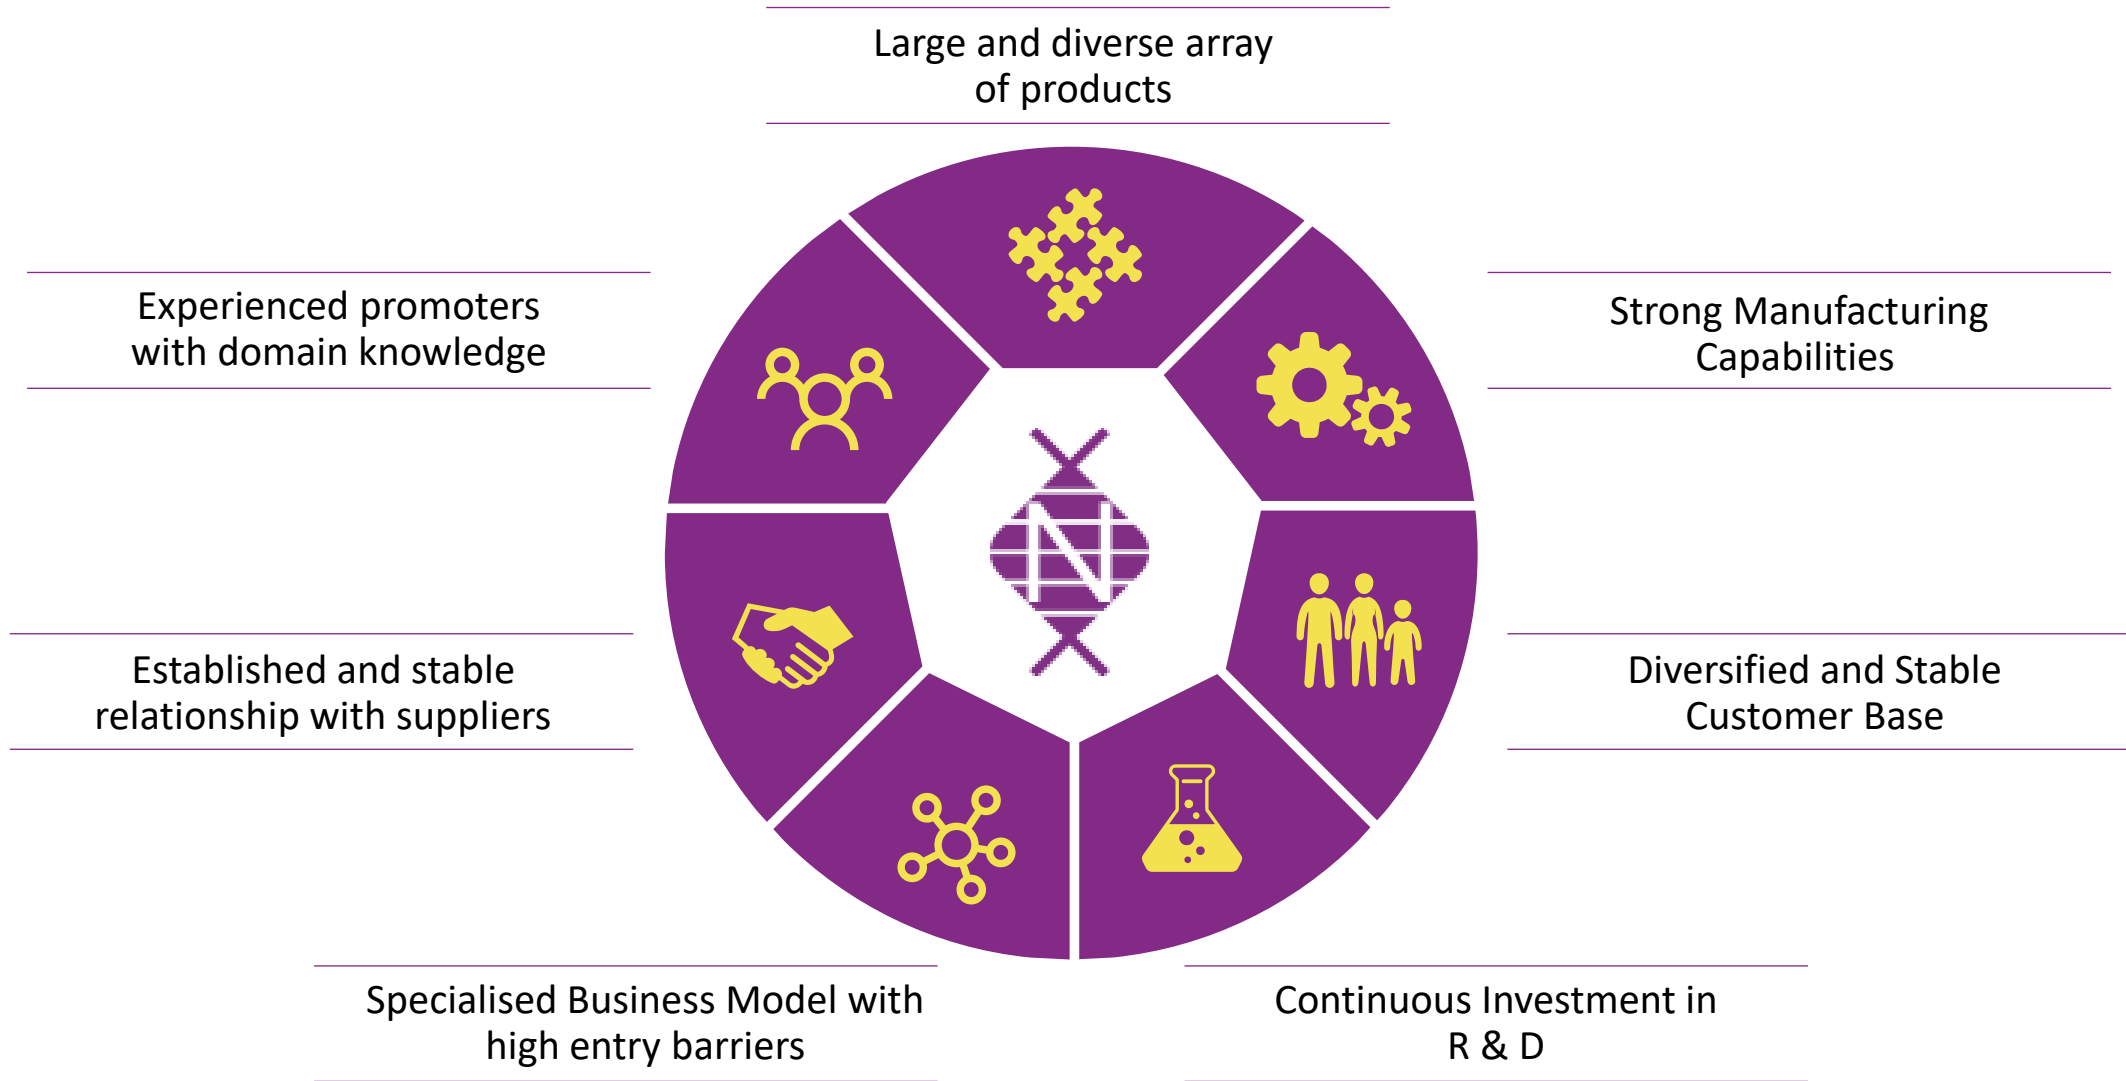 Large and diverse array
of products
Experienced promoters
with domain knowledge
Strong Manufacturing
Capabilities
N
Established and stable
relationship with suppliers
Diversified and Stable
Customer Base
Specialised Business Model with
high entry barriers
Continuous Investment in
R & D